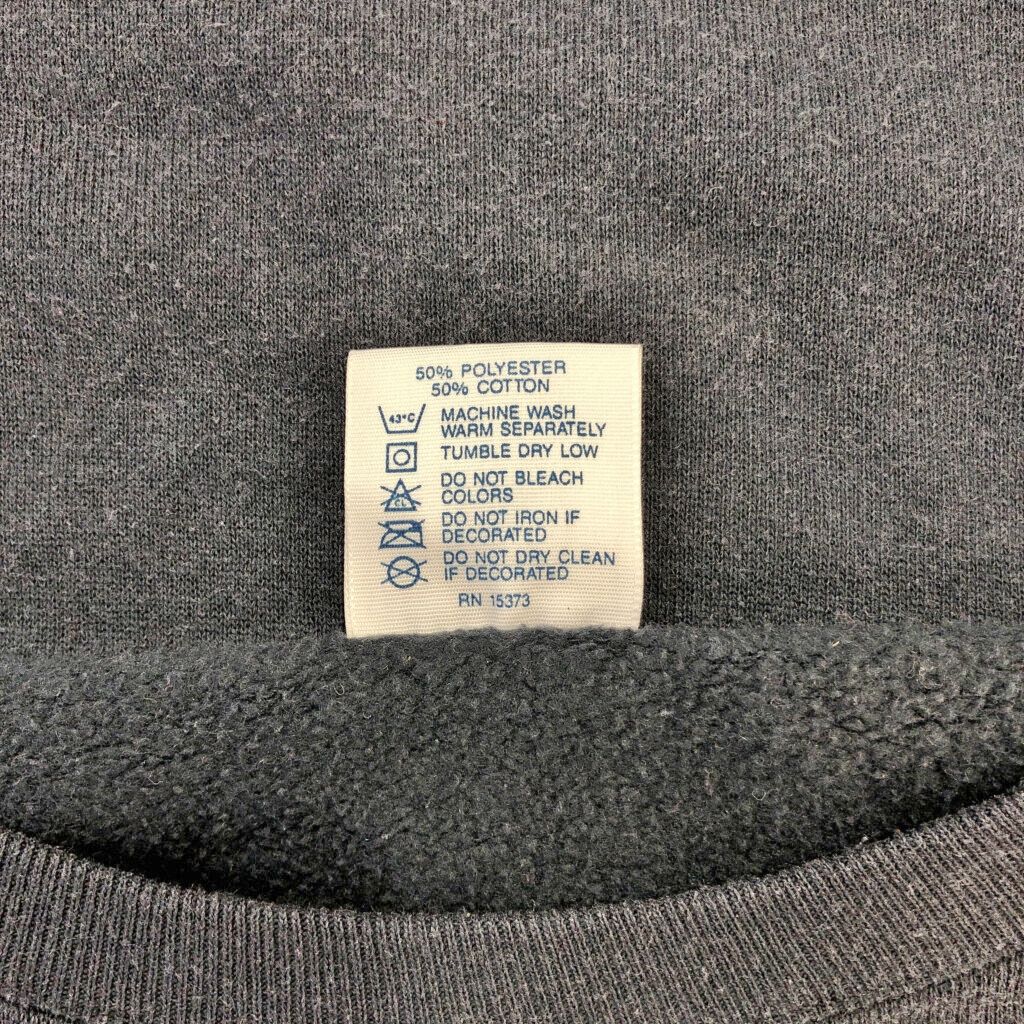 50% POLYESTER
50% COTTON
43°C MACHINE WASH
WARM SEPARATELY
TUMBLE DRY LOW
CL DO NOT BLEACH
COLORS
DO NOT IRON IF
DECORATED
DO NOT DRY CLEAN
IF DECORATED
RN 15373